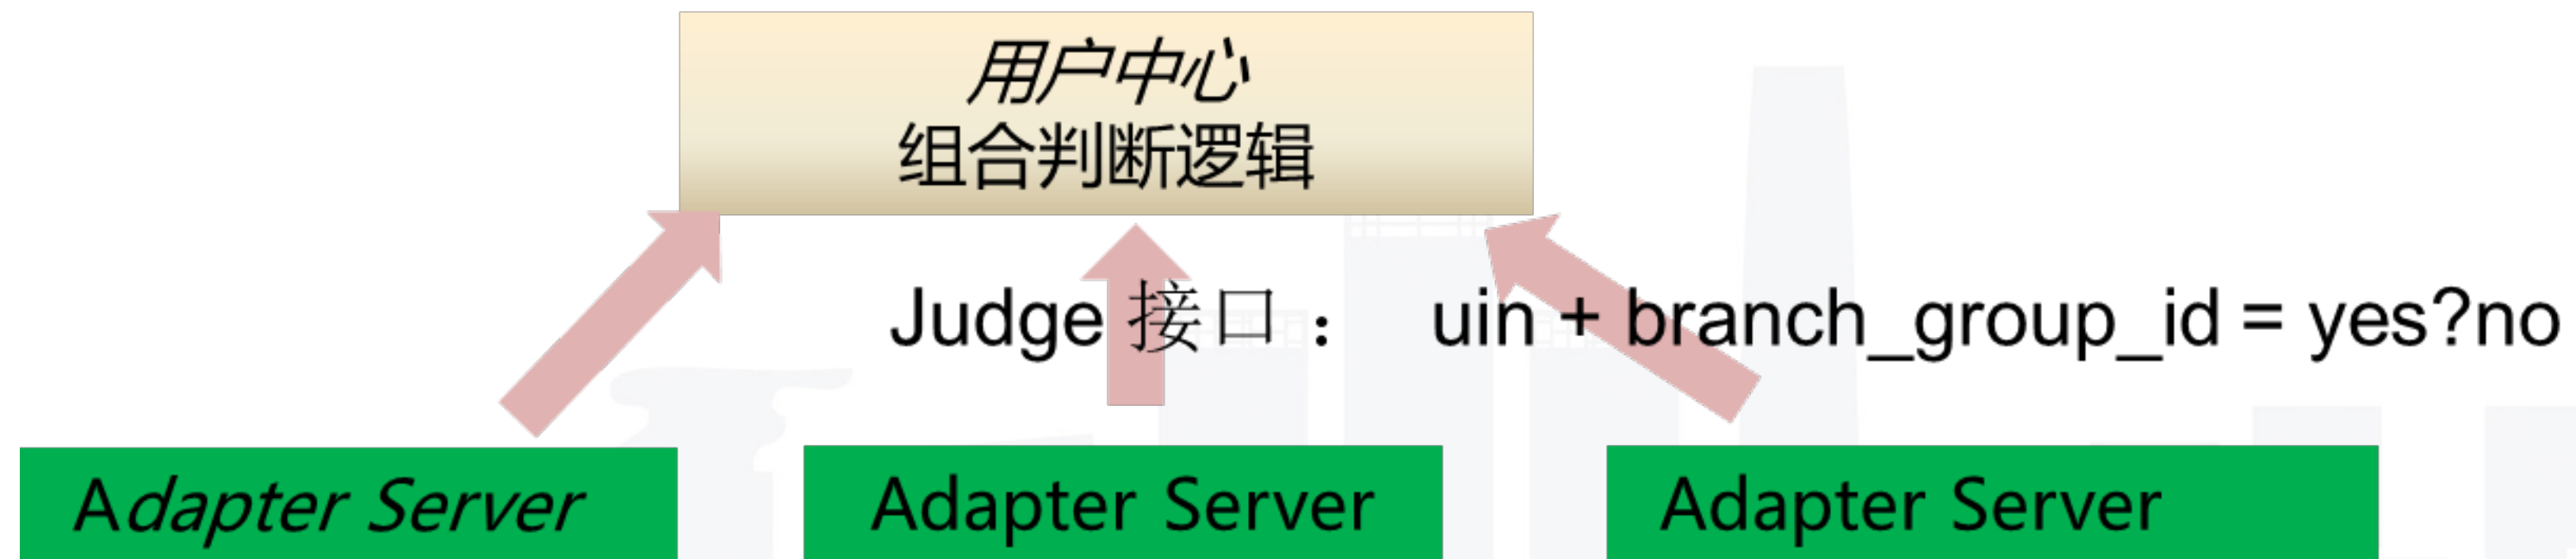 用户中心
组合判断逻辑
Judge 接口： uin + branch_group_id = yes?no
Adapter Server
Adapter Server
Adapter Server